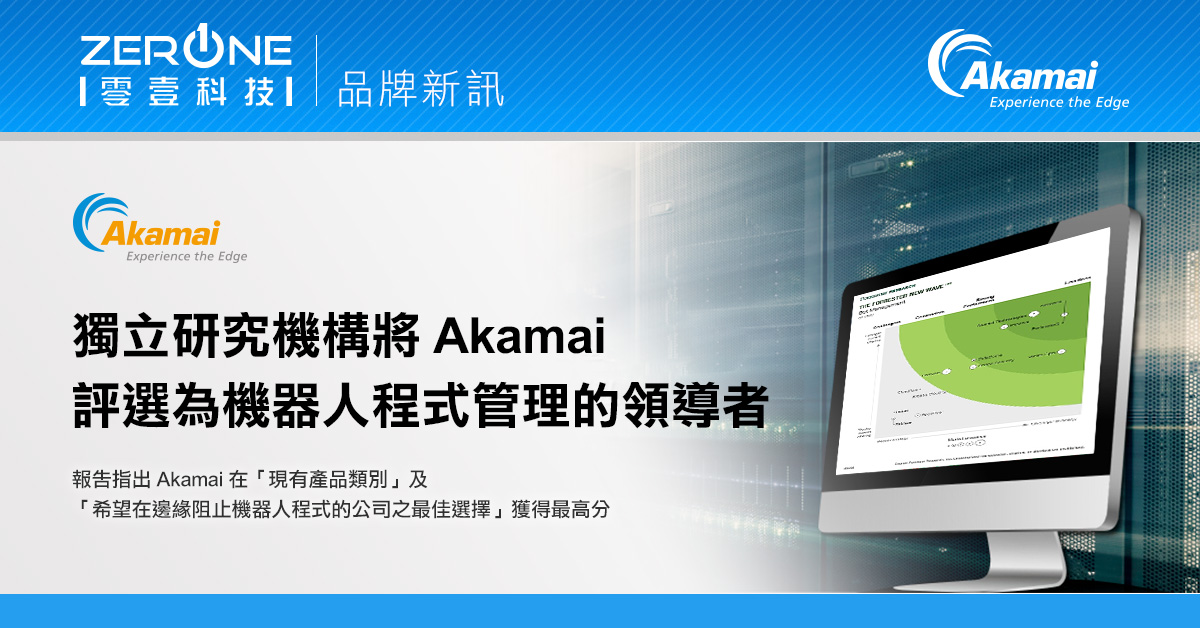 ZERONE
零壹科技
品牌新訊
Akamai
Experience the Edge
Akamai
Experience the Edge
獨立研究機構將 Akamai
評選為機器人程式管理的領導者
報告指出 Akamai 在「現有產品類別」及
「希望在邊緣阻止機器人程式的公司之最佳選擇」獲得最高分
THE FORRESTER NEW WAVE
Bot Management